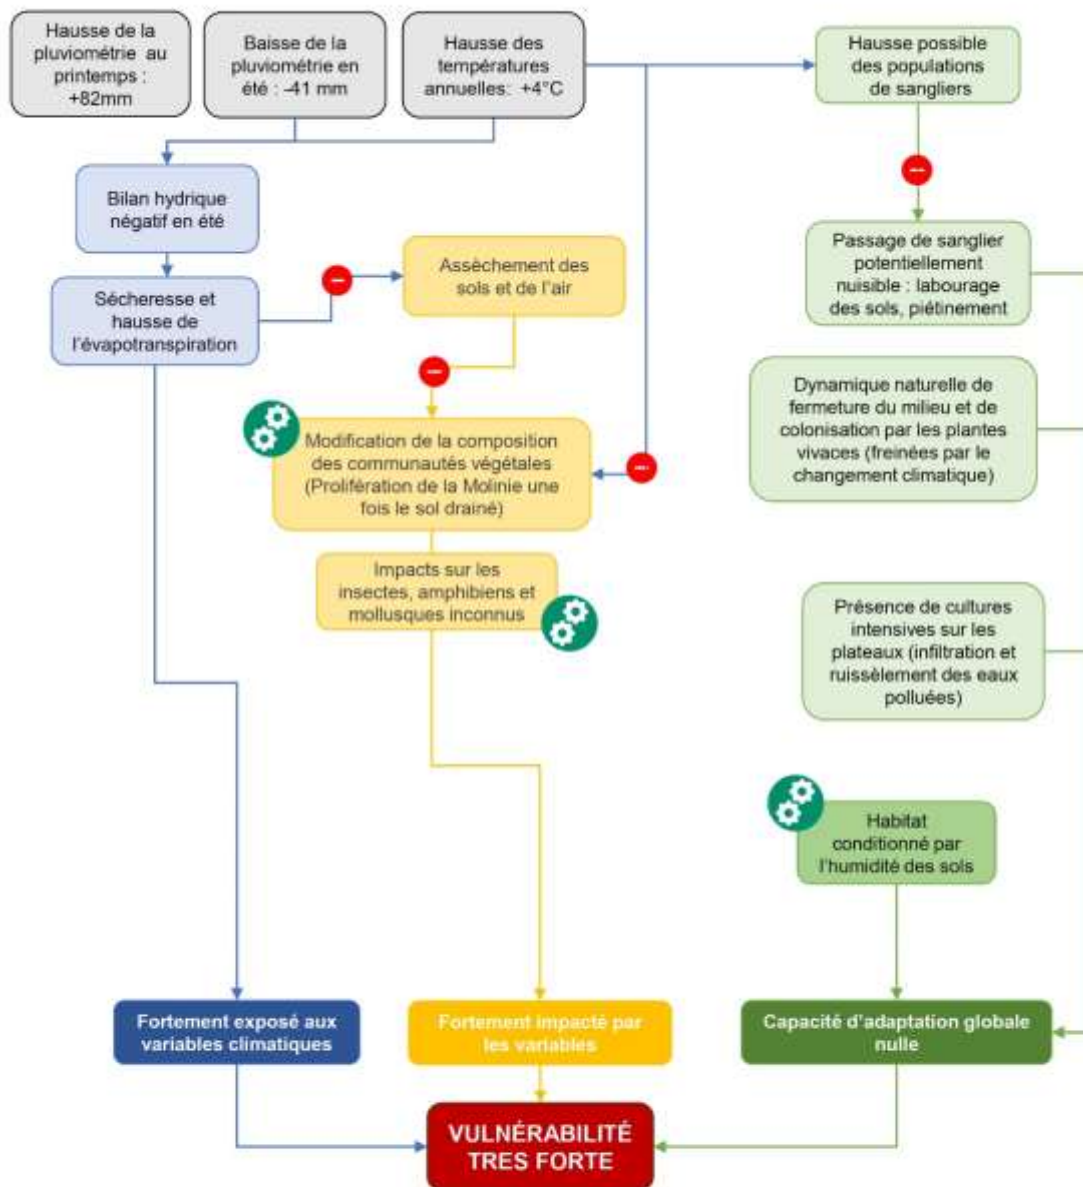 Hausse de la
pluviométrie au
printemps :
+82mm
Baisse de la
pluviométrie en
été : -41 mm
Hausse des
températures
annuelles: +4°C
Hausse possible
des populations
de sangliers
Bilan hydrique
négatif en été
Sécheresse et
hausse de
l'évapotranspiration
Assèchement des
sols et de l'air
Passage de sanglier
potentiellement
nuisible : labourage
des sols, piétinement
Dynamique naturelle de
fermeture du milieu et de
colonisation par les plantes
vivaces (freinées par le
changement climatique)
Modification de la composition
des communautés végétales
(Prolifération de la Molinie une
fois le sol drainé)
Impacts sur les
insectes, amphibiens et
mollusques inconnus
Présence de cultures
intensives sur les
plateaux (infiltration et
ruissèlement des eaux
polluées)
Habitat
conditionné par
l'humidité des sols
Fortement exposé aux
variables climatiques
Fortement impacté par
les variables
Capacité d'adaptation globale
nulle
VULNÉRABILITÉ
TRES FORTE